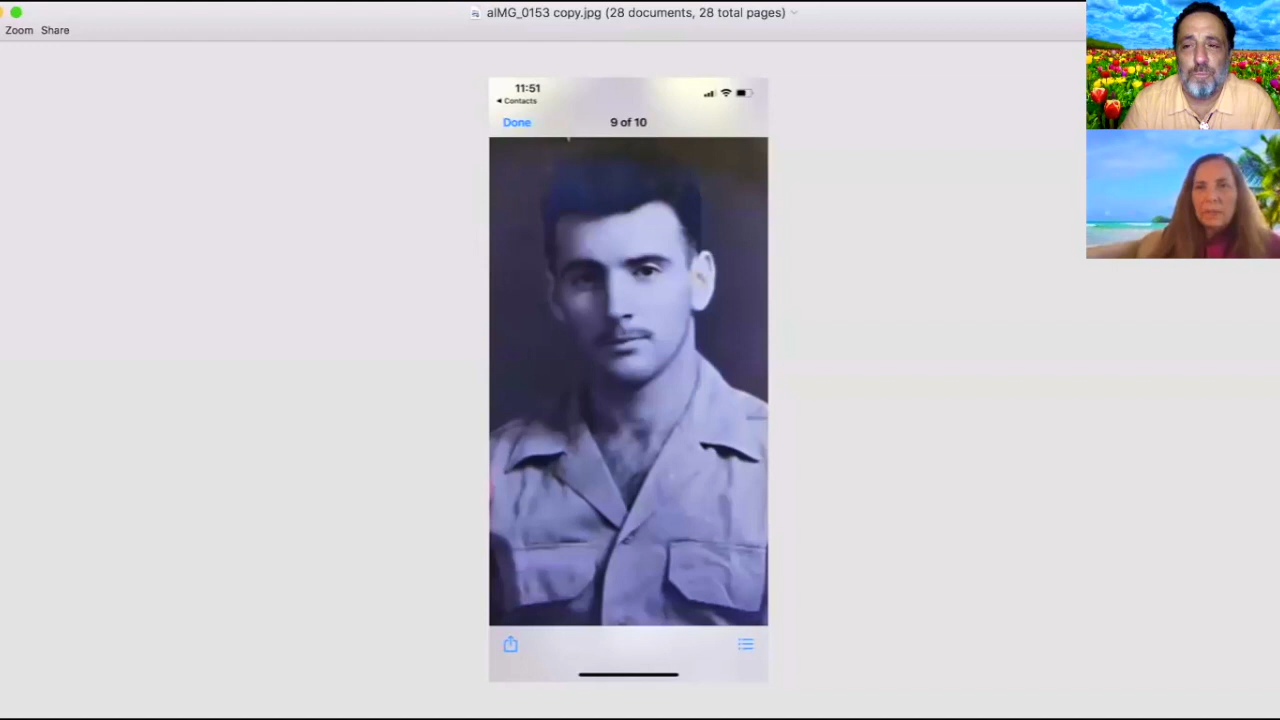 aIMG_0153 copy.jpg (28 documents, 28 total pages)
Zoom Share
11:51
Contacts
Done 9 of 10